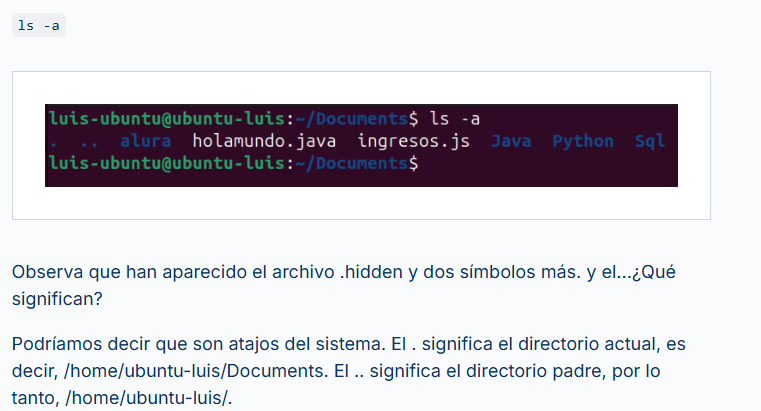 ls -a
luis-ubuntu@ubuntu-luis:~/Documents$ ls -a
. .. alura holamundo.java ingresos.js Java Python Sql
luis-ubuntu@ubuntu-luis:~/Documents$
Observa que han aparecido el archivo .hidden y dos símbolos más. y el...¿Qué
significan?
Podríamos decir que son atajos del sistema. El . significa el directorio actual, es
decir, /home/ubuntu-luis/Documents. El .. significa el directorio padre, por lo
tanto, /home/ubuntu-luis/.